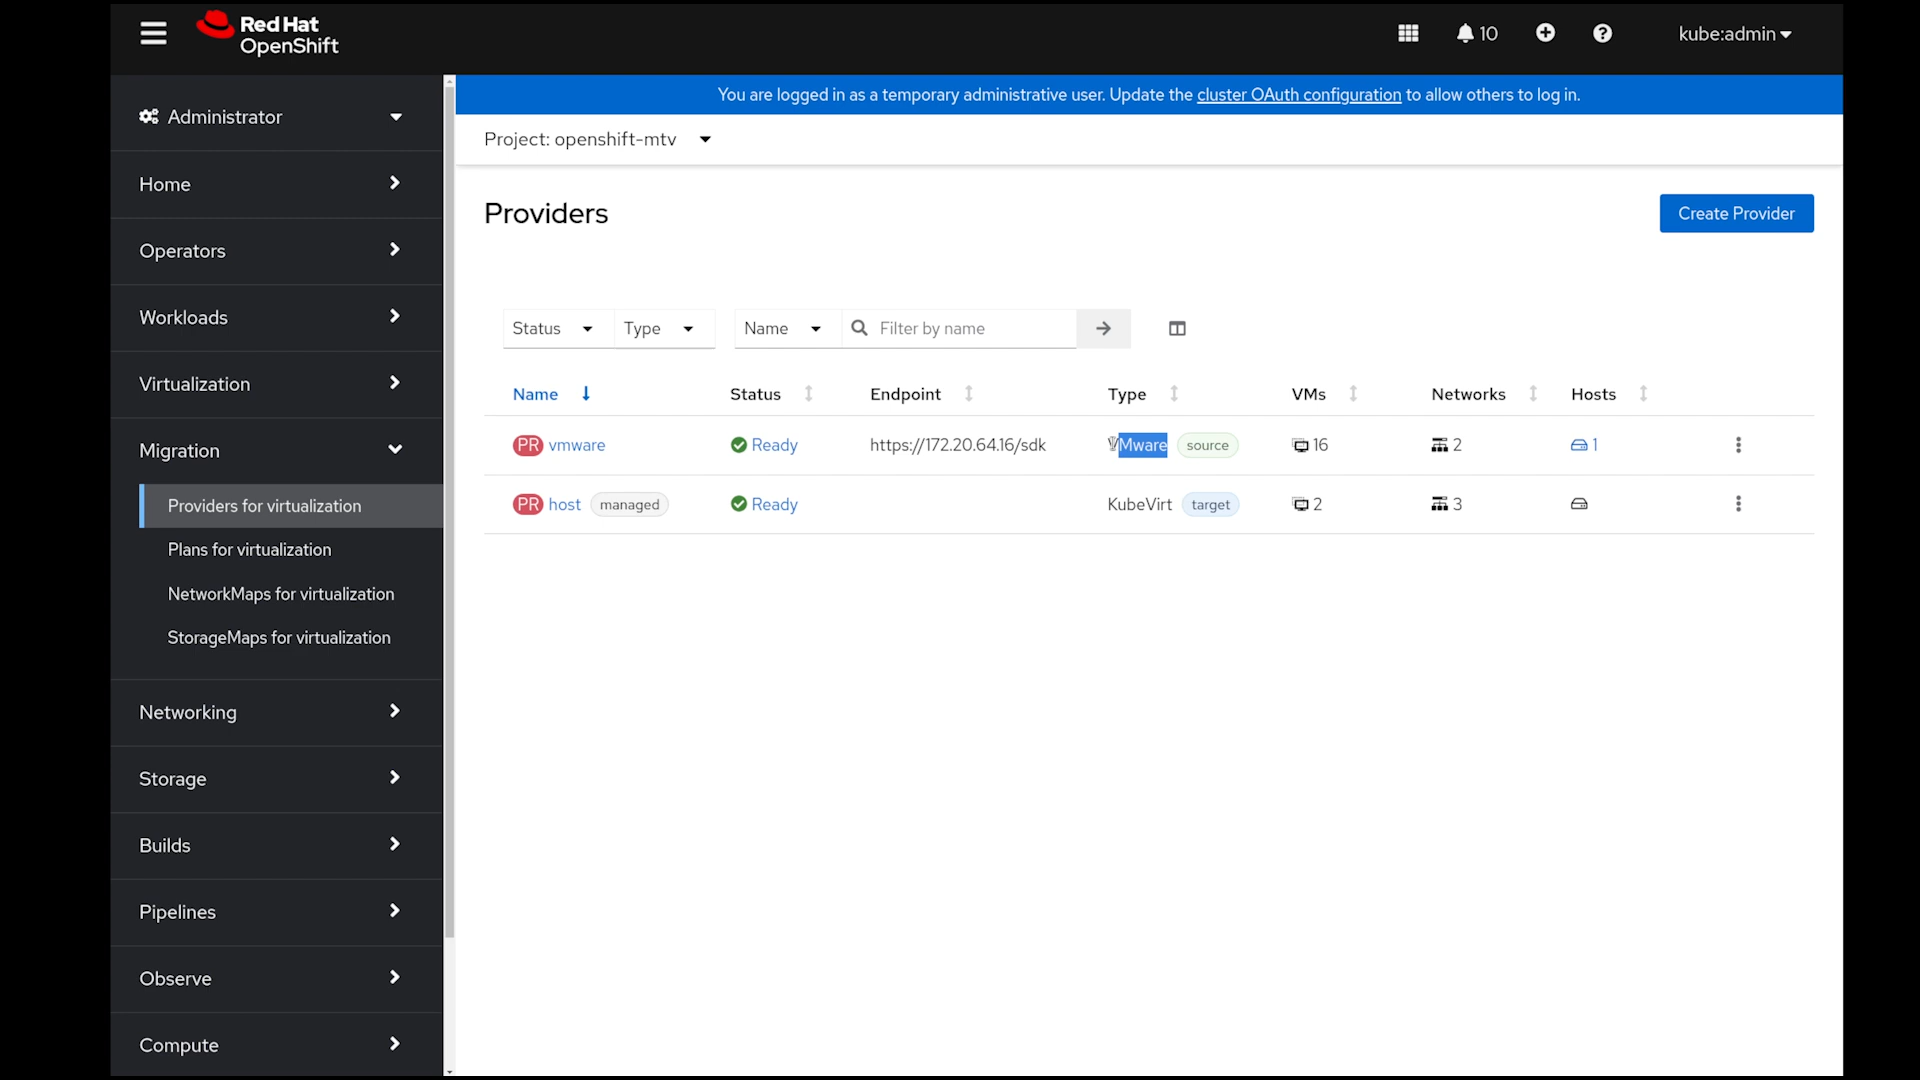 Red Hat
OpenShift
10
kube:admin
Administrator
Home
Operators
Workloads
Virtualization
Migration
Providers for virtualization
Plans for virtualization
NetworkMaps for virtualization
StorageMaps for virtualization
Networking
Storage
Builds
Pipelines
Observe
Compute
You are logged in as a temporary administrative user. Update the cluster OAuth configuration to allow others to log in.
Project: openshift-mtv
Providers
Create Provider
Status Type Name Filter by name
Name Status Endpoint Type VMs Networks Hosts
PR vmware Ready https://172.20.64.16/sdk VMware source 16 2 1
PR host managed Ready KubeVirt target 2 3